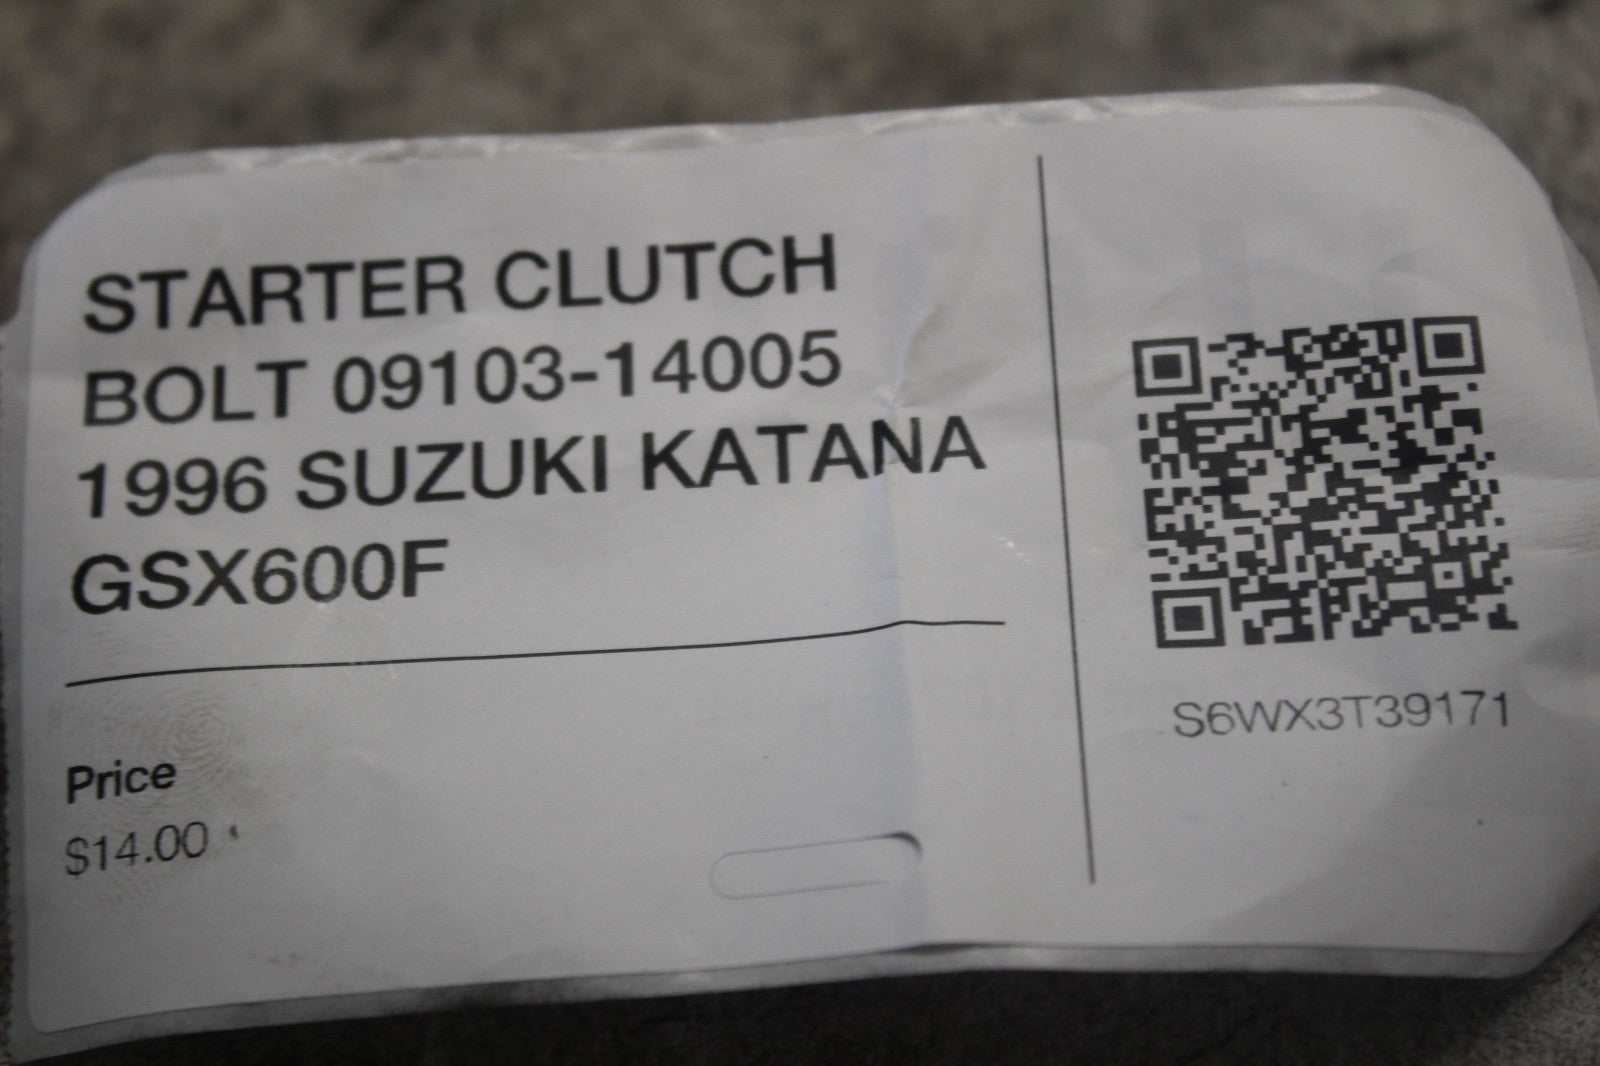 STARTER CLUTCH
BOLT 09103-14005
1996 SUZUKI KATANA
GSX600F
Price
$14.00
S6WX3T39171